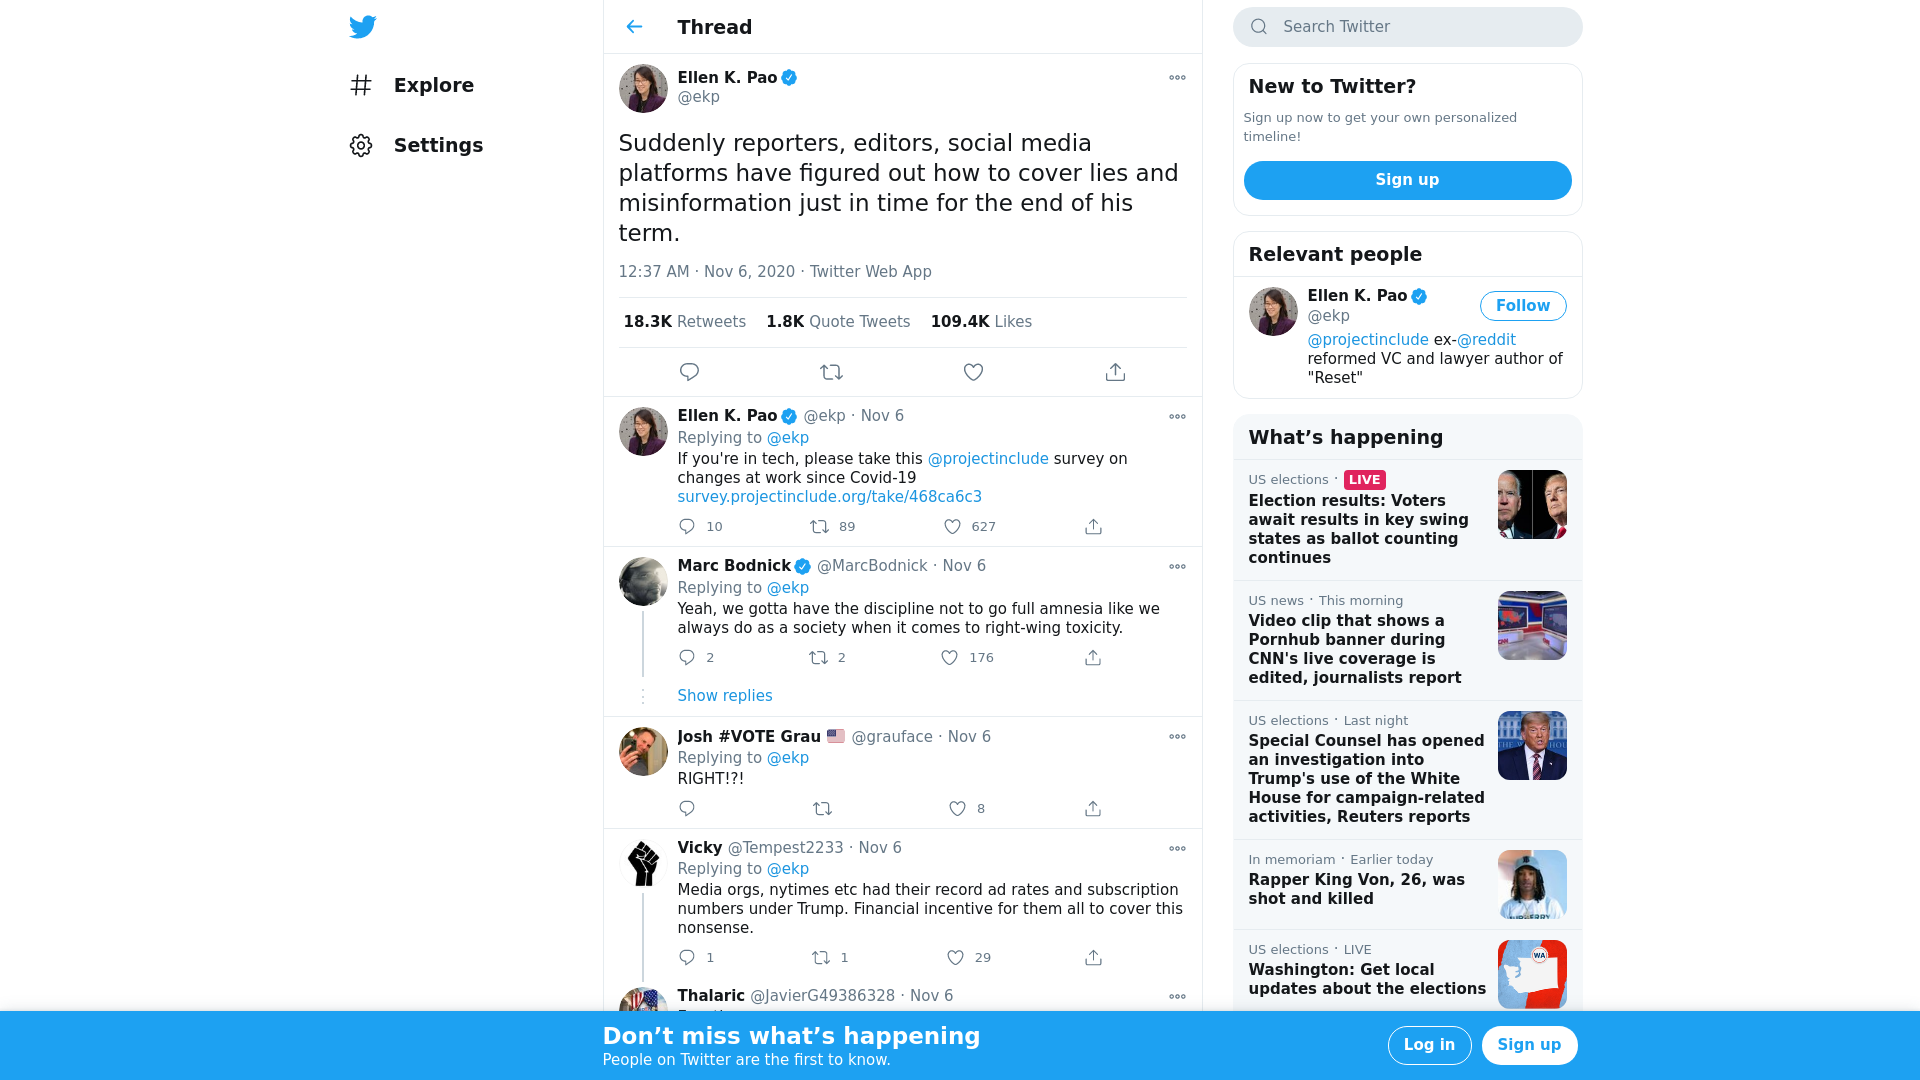 Explore
Settings
Thread
Ellen K. Pao
@ekp
Suddenly reporters, editors, social media
platforms have figured out how to cover lies and
misinformation just in time for the end of his
term.
12:37 AM · Nov 6, 2020 · Twitter Web App
18.3K Retweets 1.8K Quote Tweets 109.4K Likes
Ellen K. Pao @ekp · Nov 6
Replying to @ekp
If you're in tech, please take this @projectinclude survey on
changes at work since Covid-19
survey.projectinclude.org/take/468ca6c3
10 89 627
Marc Bodnick @MarcBodnick · Nov 6
Replying to @ekp
Yeah, we gotta have the discipline not to go full amnesia like we
always do as a society when it comes to right-wing toxicity.
2 2 176
Show replies
Josh #VOTE Grau @grauface · Nov 6
Replying to @ekp
RIGHT!?!
8
Vicky @Tempest2233 · Nov 6
Replying to @ekp
Media orgs, nytimes etc had their record ad rates and subscription
numbers under Trump. Financial incentive for them all to cover this
nonsense.
1 1 29
Thalaric @JavierG49386328 · Nov 6
Search Twitter
New to Twitter?
Sign up now to get your own personalized
timeline!
Sign up
Relevant people
Ellen K. Pao
@ekp
Follow
@projectinclude ex-@reddit
reformed VC and lawyer author of
"Reset"
What’s happening
US elections · LIVE
Election results: Voters
await results in key swing
states as ballot counting
continues
US news · This morning
Video clip that shows a
Pornhub banner during
CNN's live coverage is
edited, journalists report
US elections · Last night
Special Counsel has opened
an investigation into
Trump's use of the White
House for campaign-related
activities, Reuters reports
In memoriam · Earlier today
Rapper King Von, 26, was
shot and killed
US elections · LIVE
Washington: Get local
updates about the elections
WA
Don’t miss what’s happening
People on Twitter are the first to know.
Log in
Sign up